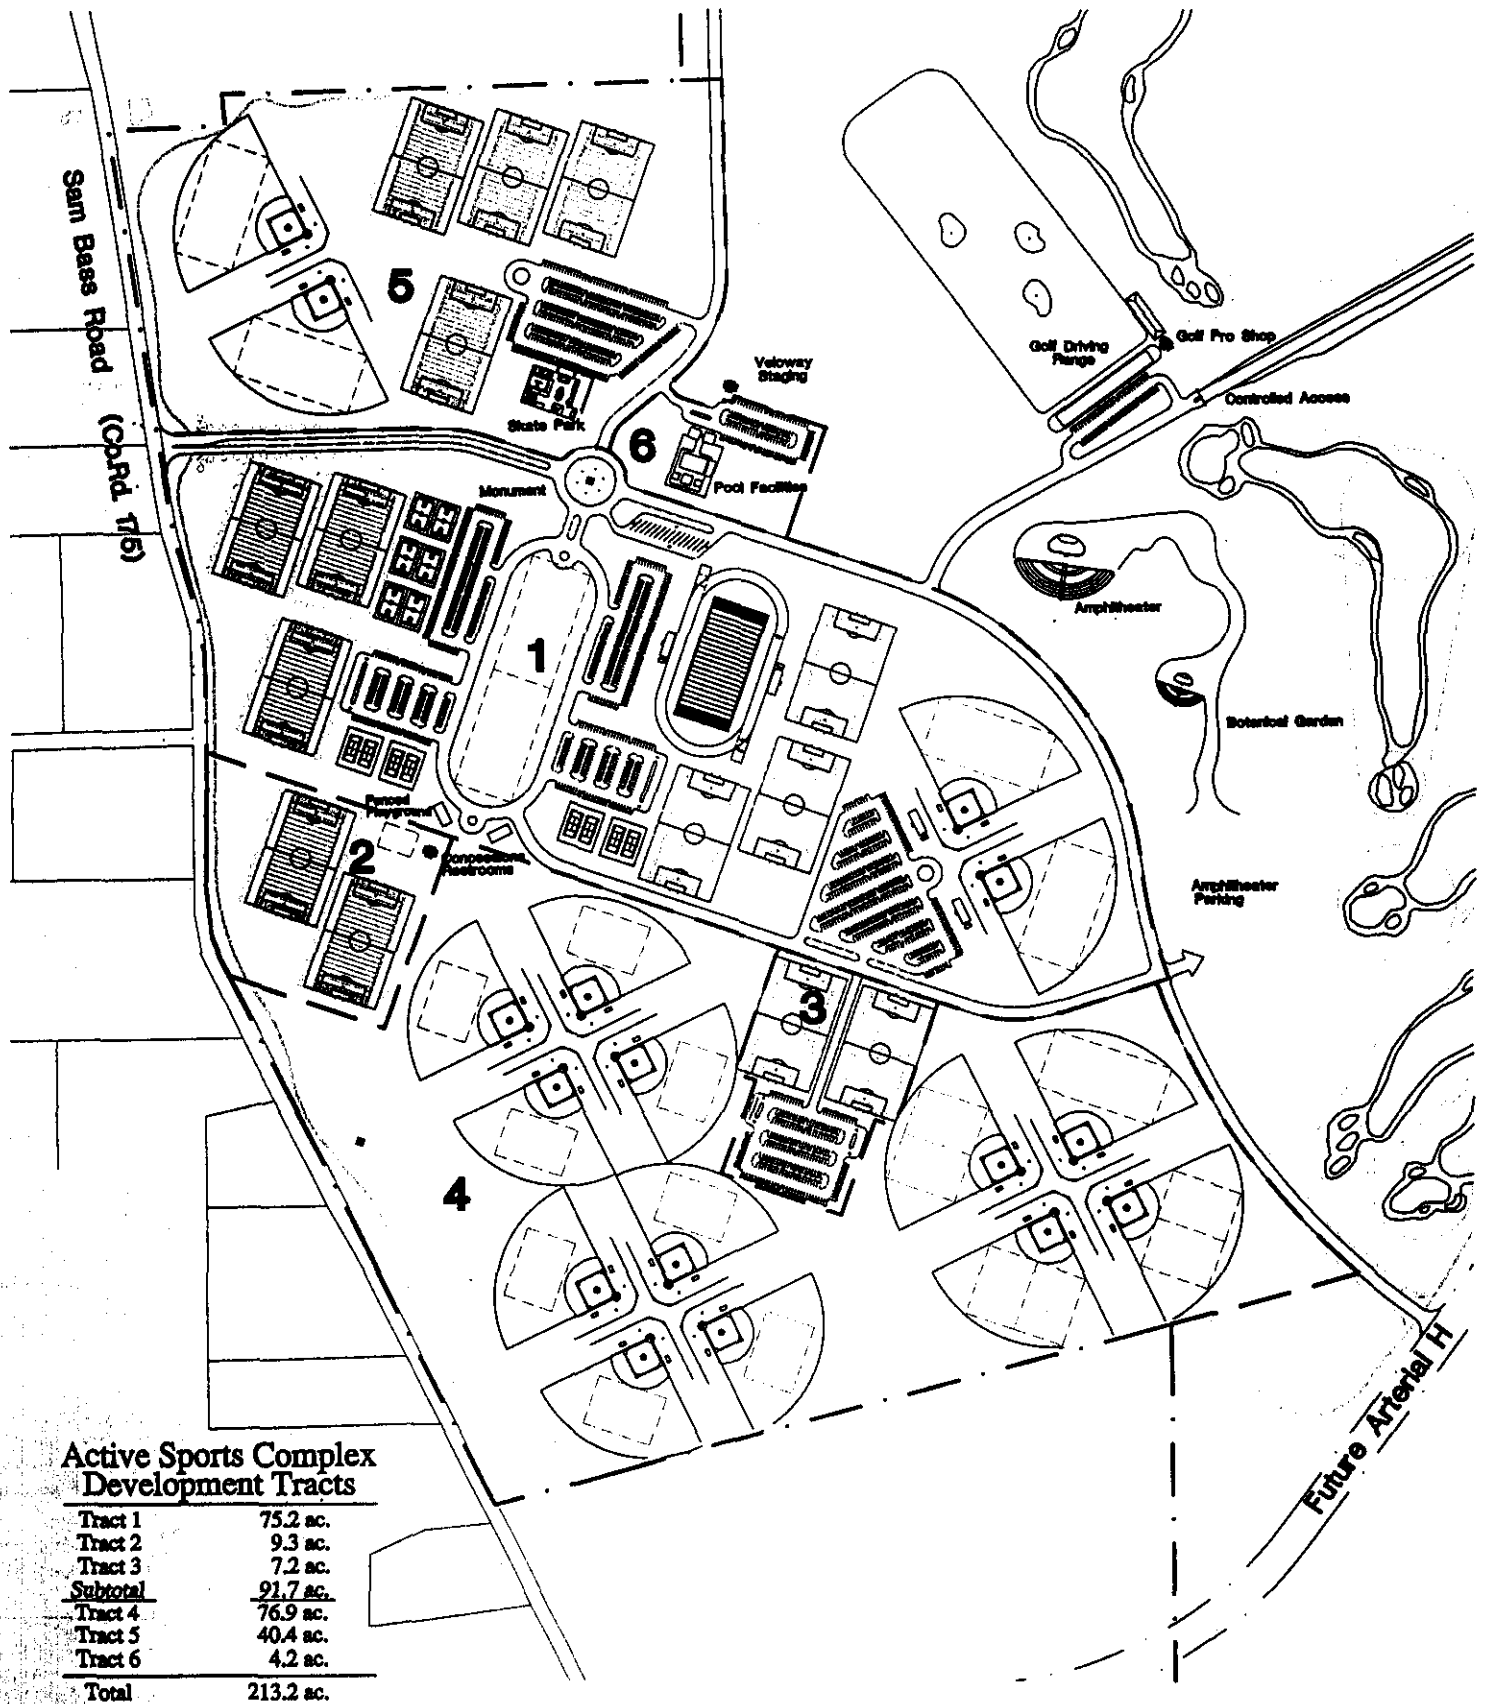 Sam Bass Road (Co.Rd. 175)
5
Skate Park
Veloway
Staging
6
Pool Facilities
Monument
Golf Driving
Range
Golf Pro Shop
Controlled Access
Amphitheater
Botanical Garden
1
Fenced
Playground
2
Concessions,
Restrooms
Amphitheater
Parking
3
4
Future Arterial H
Active Sports Complex
Development Tracts
Tract 1 75.2 ac.
Tract 2 9.3 ac.
Tract 3 7.2 ac.
Subtotal 91.7 ac.
Tract 4 76.9 ac.
Tract 5 40.4 ac.
Tract 6 4.2 ac.
Total 213.2 ac.